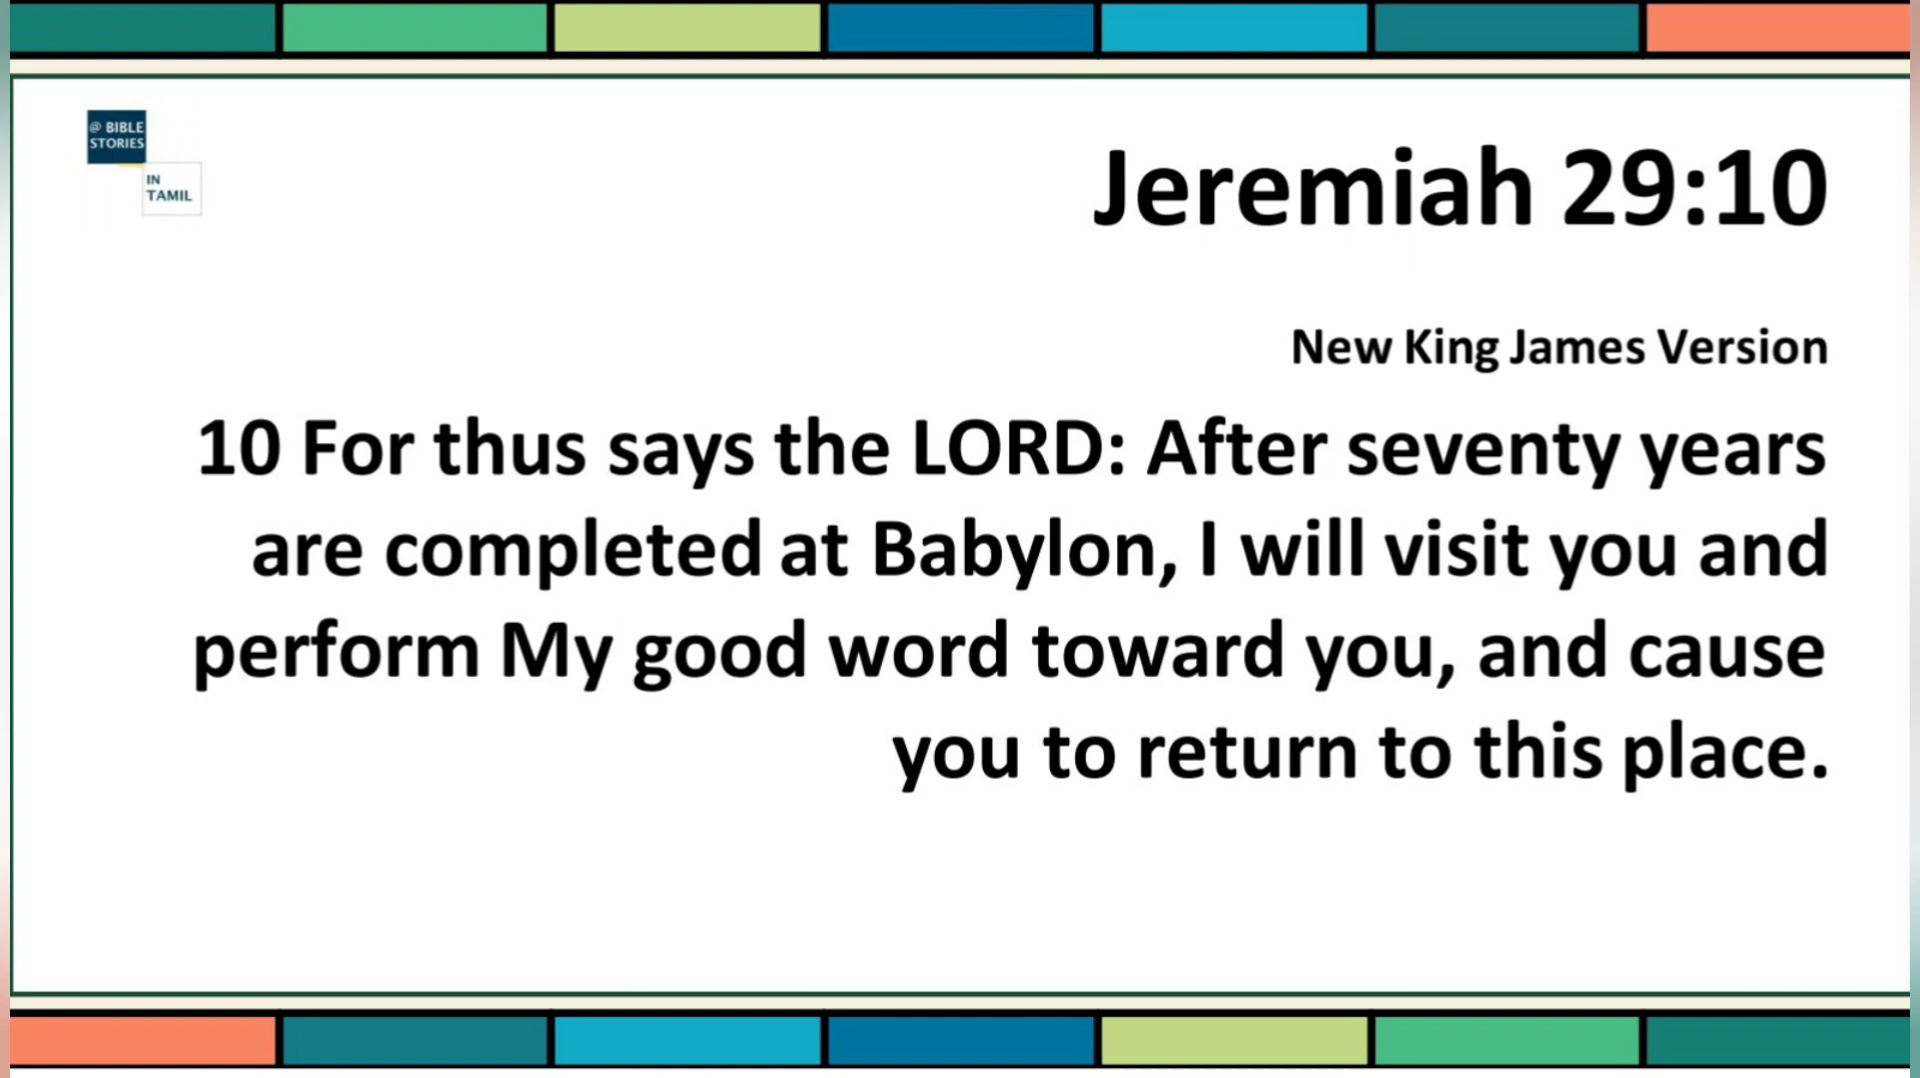 @ BIBLE
STORIES
IN
TAMIL
Jeremiah 29:10
New King James Version
10 For thus says the LORD: After seventy years
are completed at Babylon, I will visit you and
perform My good word toward you, and cause
you to return to this place.